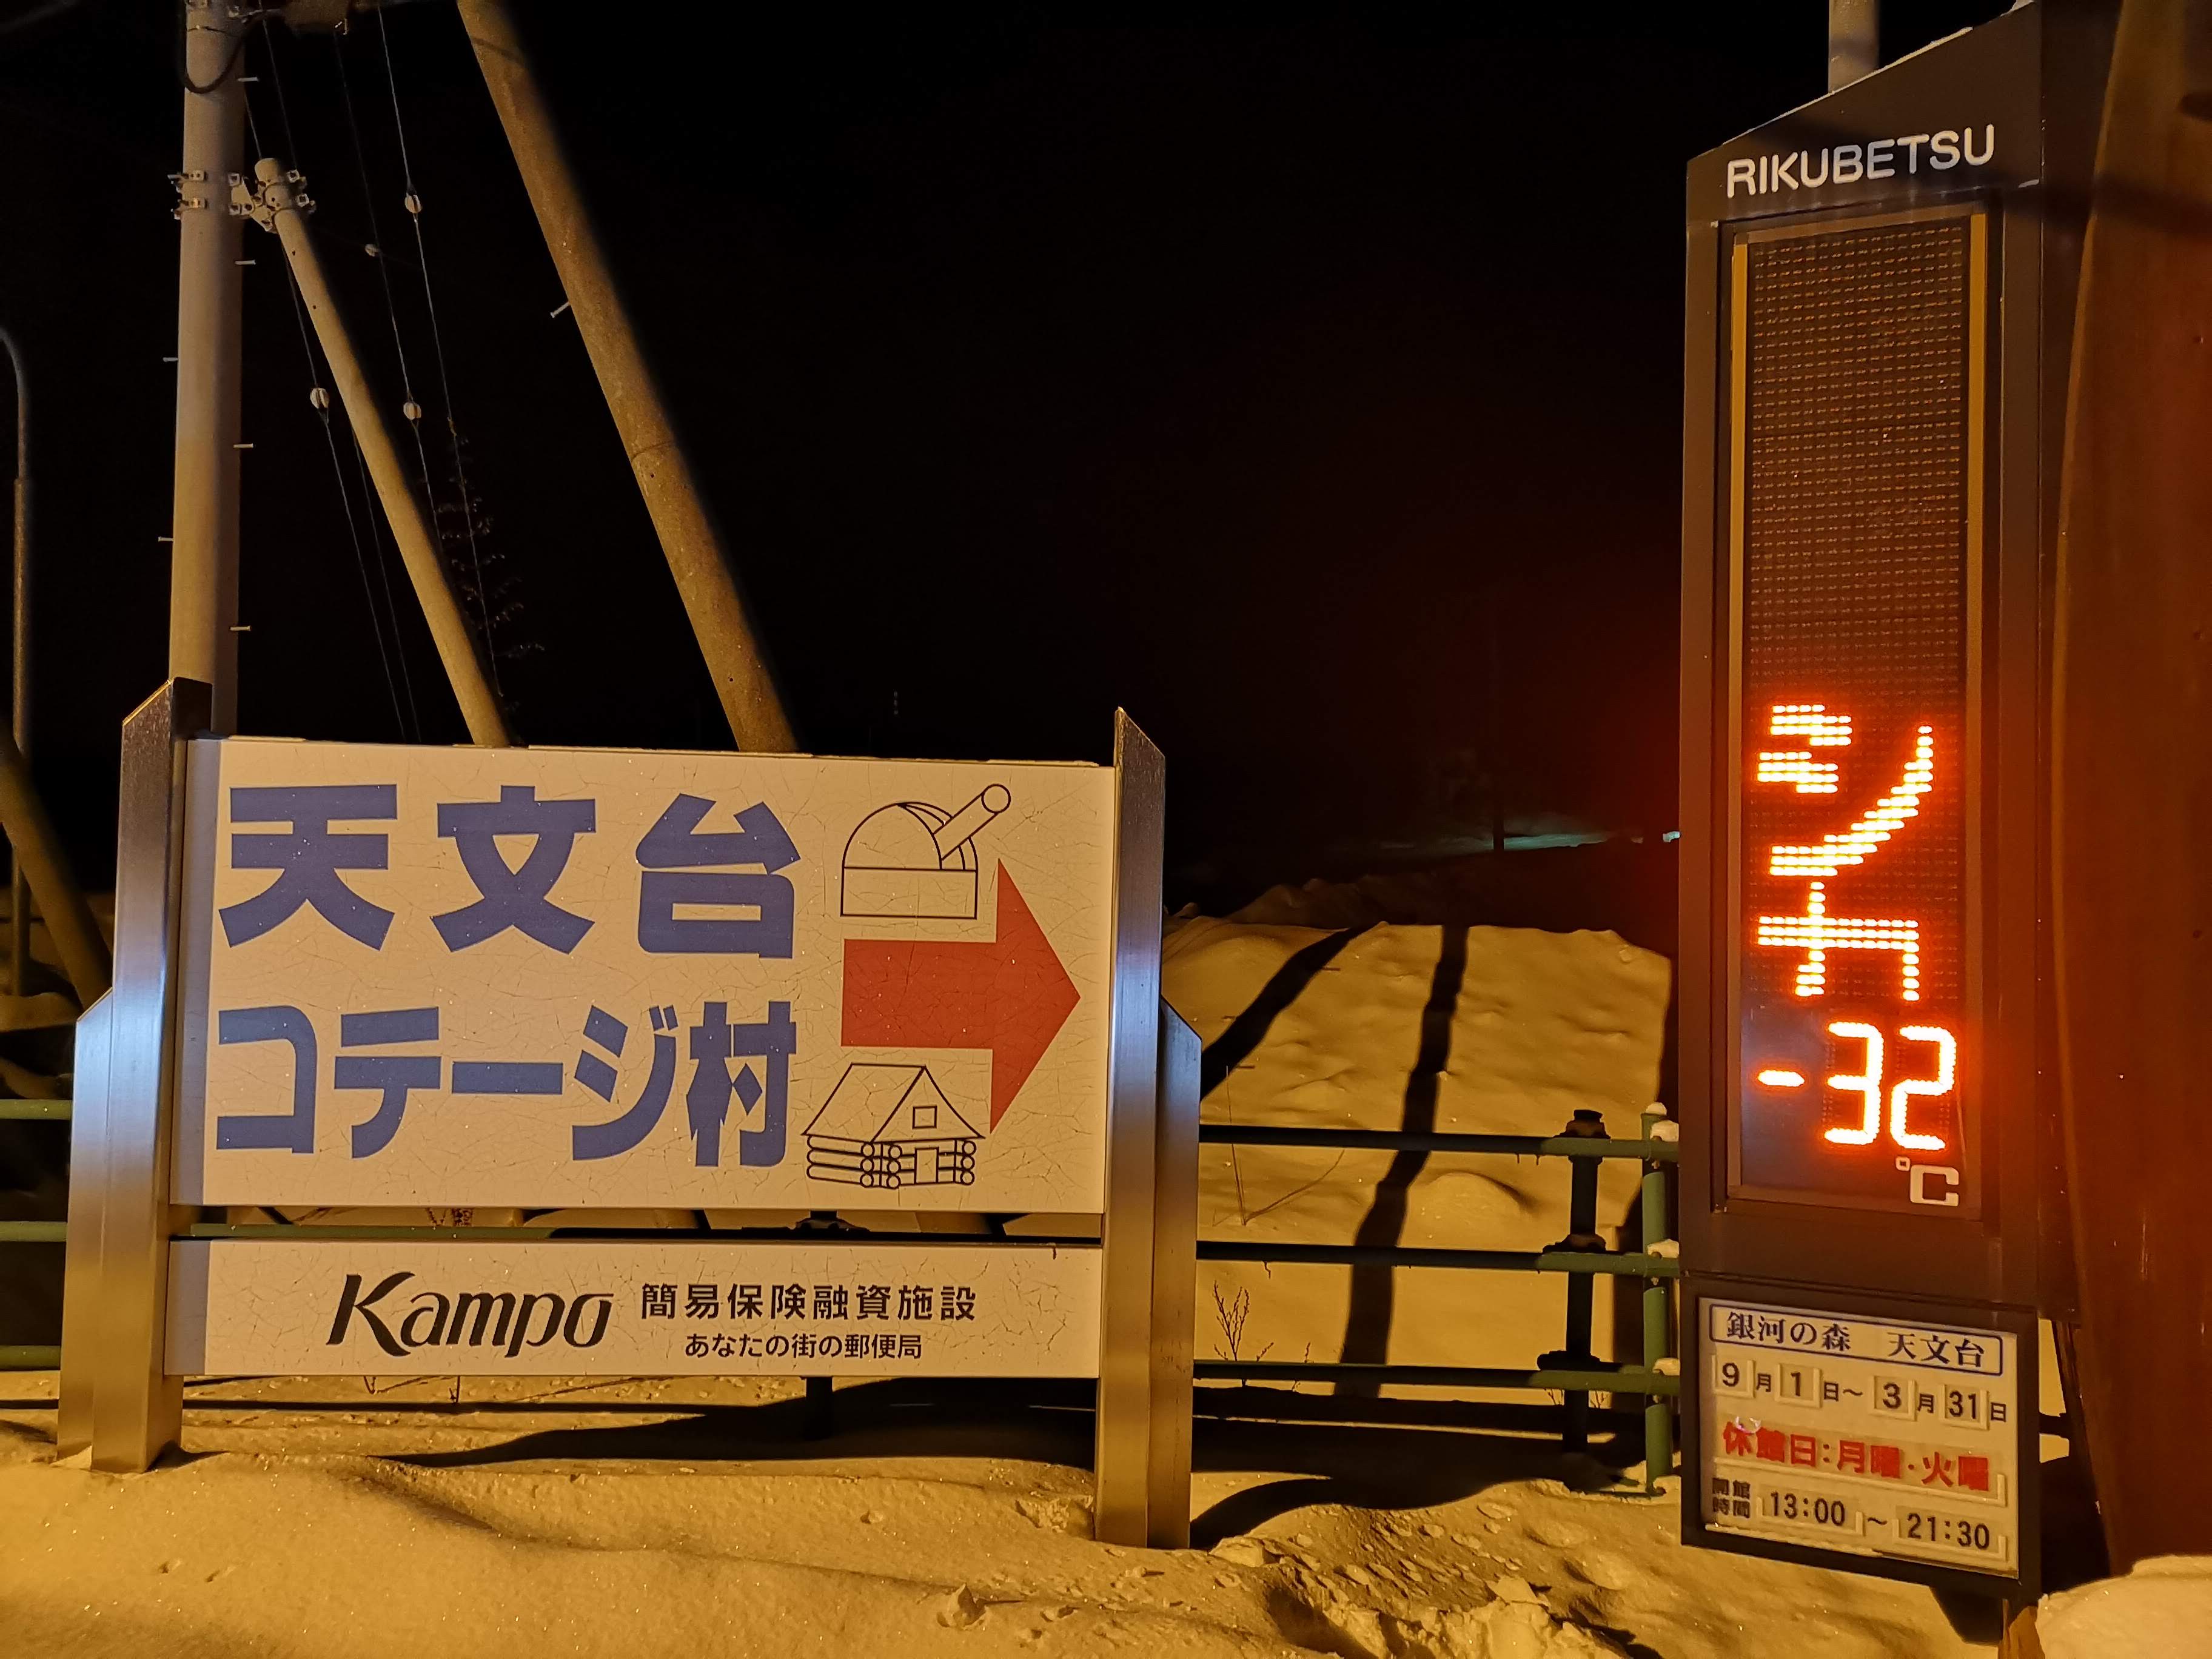 天文台
コテージ村
Kampo 簡易保険融資施設
あなたの街の郵便局
RIKUBETSU
-32
℃
銀河の森 天文台
9月1日～3月31日
休館日:月曜・火曜
開館時間 13:00 ～ 21:30